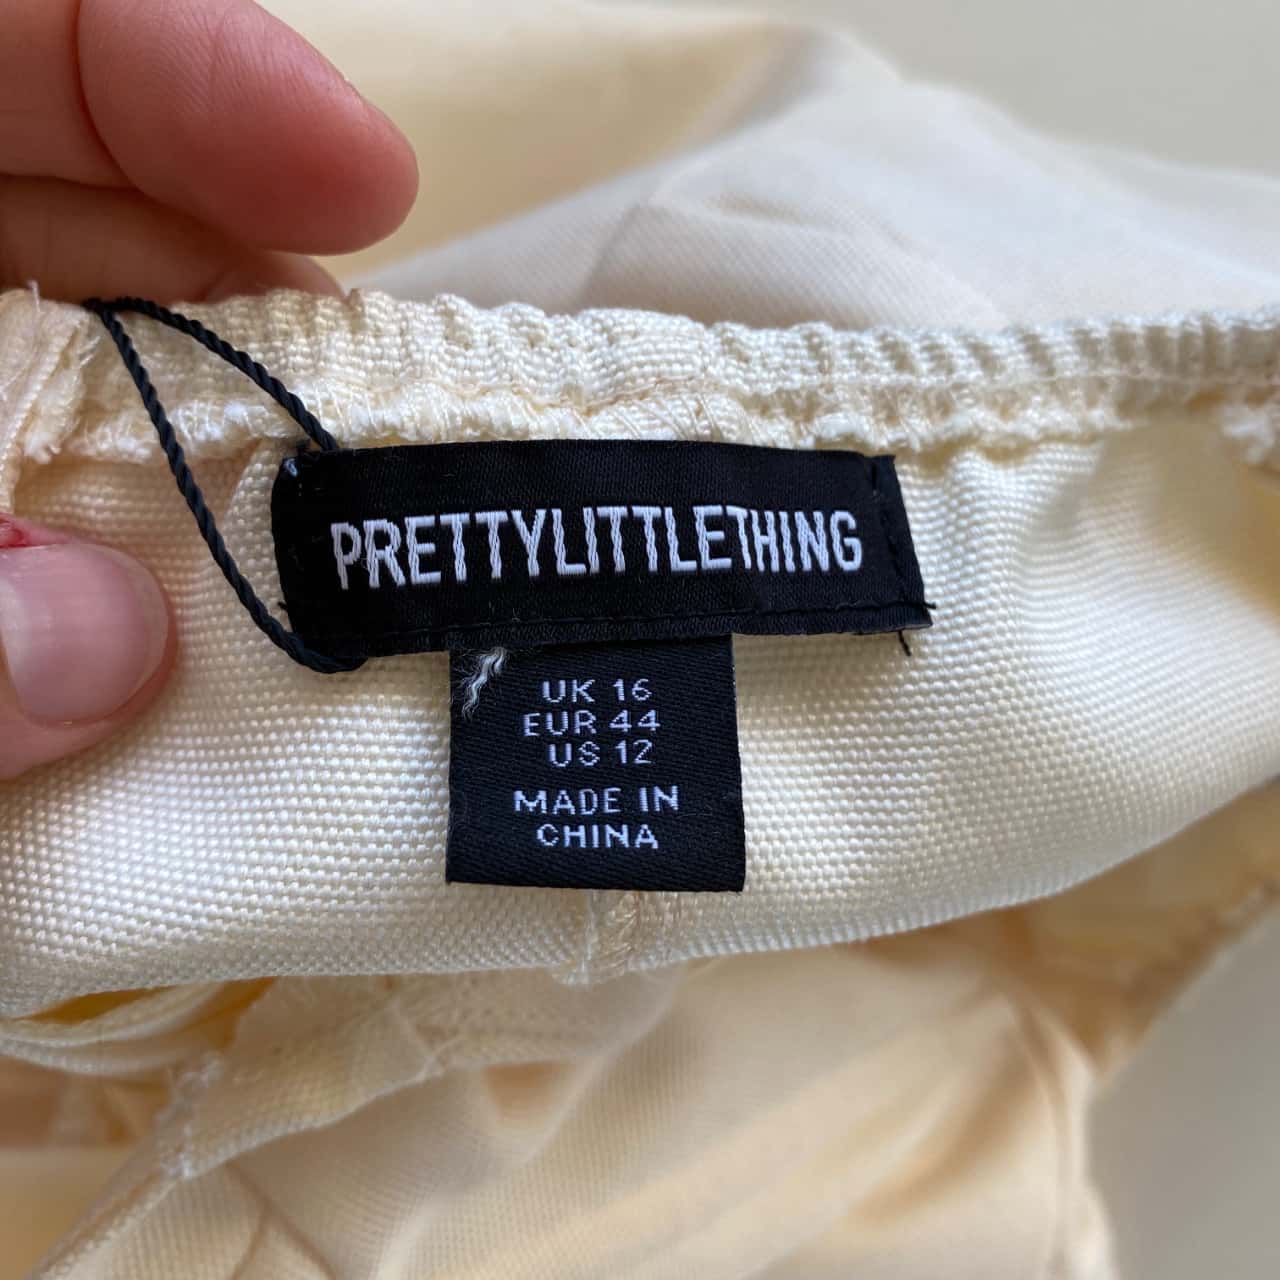 PRETTYLITTLETHING
UK 16
EUR 44
US 12
MADE IN
CHINA